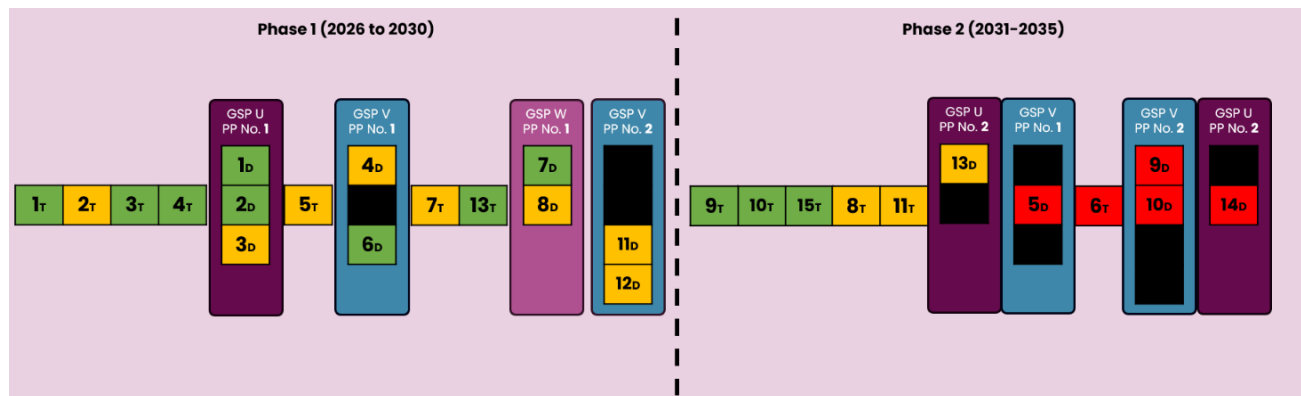 Phase 1 (2026 to 2030)
Phase 2 (2031-2035)
GSP U
PP No. 1
1D
2D
3D
GSP V
PP No. 1
4D
6D
GSP W
PP No. 1
7D
8D
GSP V
PP No. 2
11D
12D
1T 2T 3T 4T 5T 7T 13T
GSP U
PP No. 2
13D
GSP V
PP No. 1
5D
GSP V
PP No. 2
9D
10D
GSP U
PP No. 2
14D
9T 10T 15T 8T 11T 6T